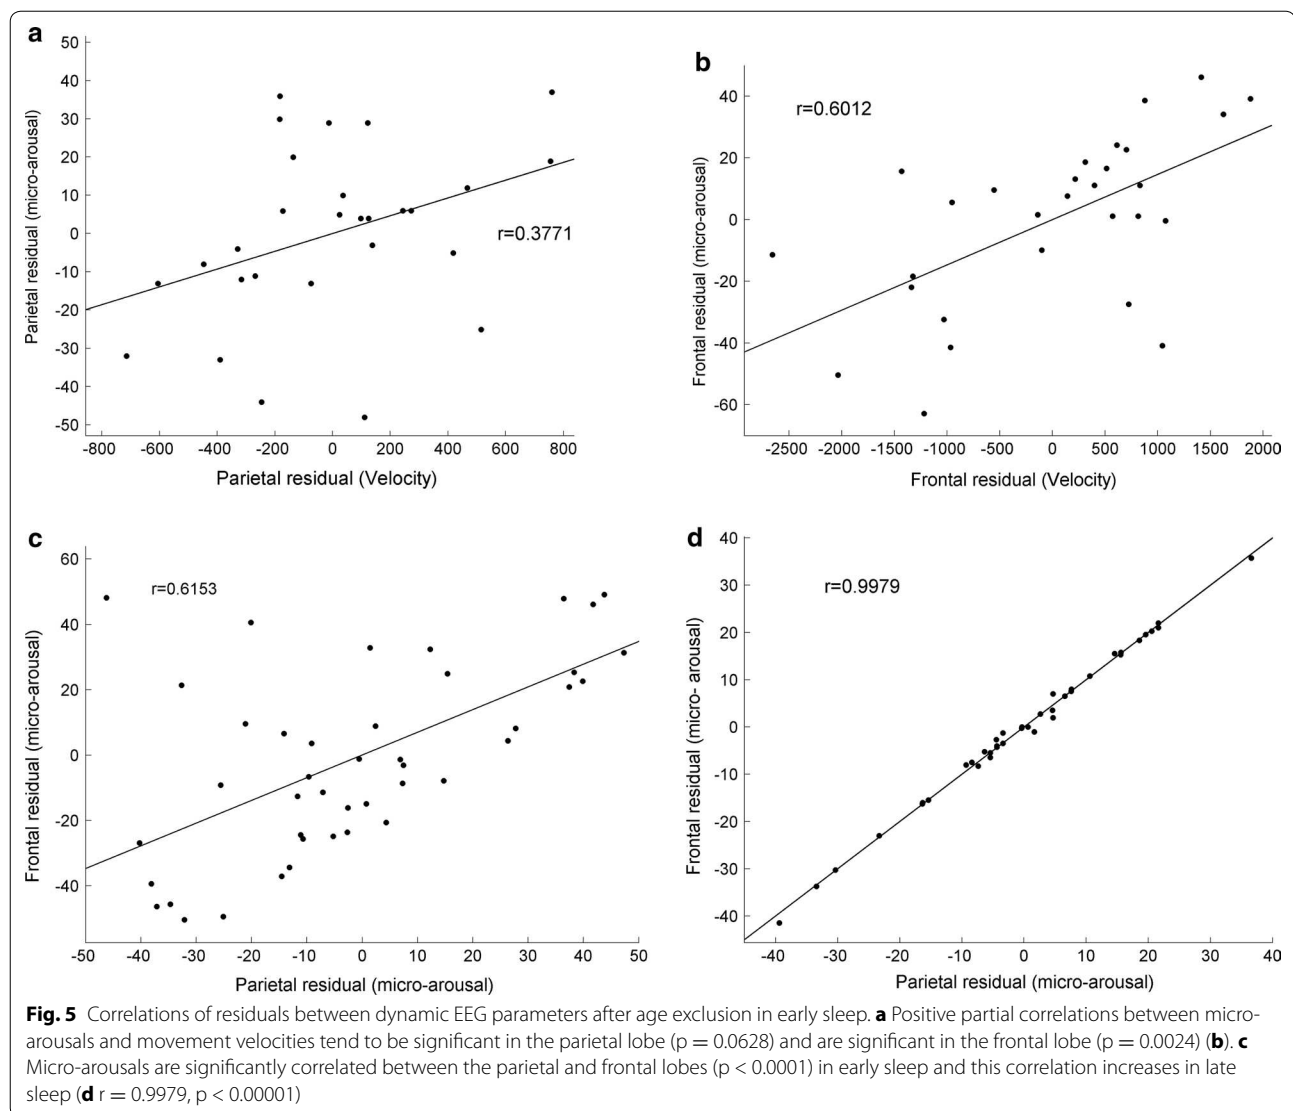 a
50
40
30
20
10
0
-10
-20
-30
-40
-50
Parietal residual (micro-arousal)
r=0.3771
-800 -600 -400 -200 0 200 400 600 800
Parietal residual (Velocity)
b
40
20
0
-20
-40
-60
Frontal residual (micro-arousal)
r=0.6012
-2500 -2000 -1500 -1000 -500 0 500 1000 1500 2000
Frontal residual (Velocity)
c
60
40
20
0
-20
-40
Frontal residual (micro-arousal)
r=0.6153
-50 -40 -30 -20 -10 0 10 20 30 40 50
Parietal residual (micro-arousal)
d
40
30
20
10
0
-10
-20
-30
-40
Frontal residual (micro- arousal)
r=0.9979
-40 -30 -20 -10 0 10 20 30 40
Parietal residual (micro-arousal)
Fig. 5 Correlations of residuals between dynamic EEG parameters after age exclusion in early sleep. a Positive partial correlations between micro-
arousals and movement velocities tend to be significant in the parietal lobe (p = 0.0628) and are significant in the frontal lobe (p = 0.0024) (b). c
Micro-arousals are significantly correlated between the parietal and frontal lobes (p < 0.0001) in early sleep and this correlation increases in late
sleep (d r = 0.9979, p < 0.00001)